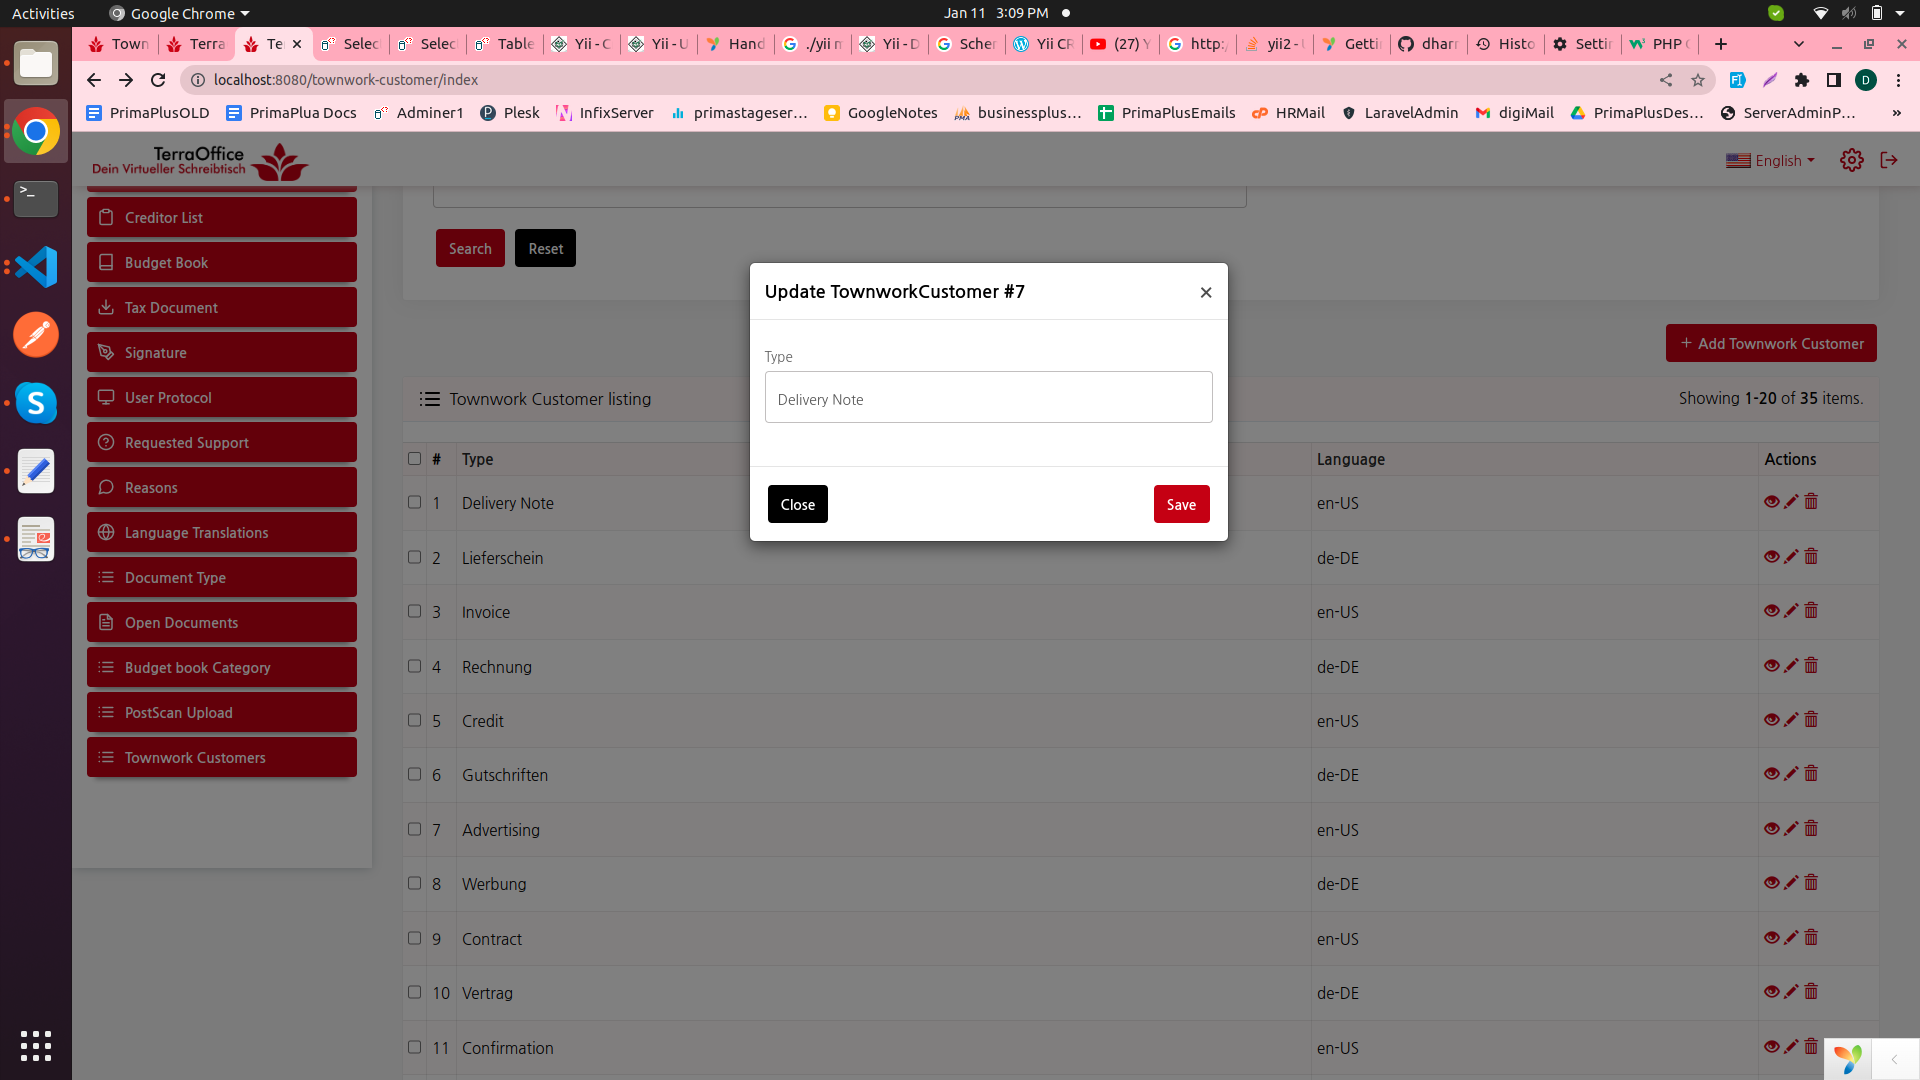 Activities
Google Chrome
Jan 11 3:09 PM
Town
Terra
Te
Selec
Selec
Table
Yii - C
Yii - U
Hand
./yii m
Yii - D
Scher
Yii CR
(27) Y
http:
yii2 -
Getti
dharr
Histo
Settin
PHP
localhost:8080/townwork-customer/index
PrimaPlusOLD
PrimaPlua Docs
Adminer1
Plesk
InfixServer
primastageser...
GoogleNotes
businessplus...
PrimaPlusEmails
HRMail
LaravelAdmin
digiMail
PrimaPlusDes...
ServerAdminP...
»
TerraOffice
Dein Virtueller Schreibtisch
English
Creditor List
Budget Book
Tax Document
Signature
User Protocol
Requested Support
Reasons
Language Translations
Document Type
Open Documents
Budget book Category
PostScan Upload
Townwork Customers
Search Reset
Update TownworkCustomer #7 ×
Type
Delivery Note
Close Save
+ Add Townwork Customer
Townwork Customer listing
Showing 1-20 of 35 items.
# Type Language Actions
1 Delivery Note en-US
2 Lieferschein de-DE
3 Invoice en-US
4 Rechnung de-DE
5 Credit en-US
6 Gutschriften de-DE
7 Advertising en-US
8 Werbung de-DE
9 Contract en-US
10 Vertrag de-DE
11 Confirmation en-US